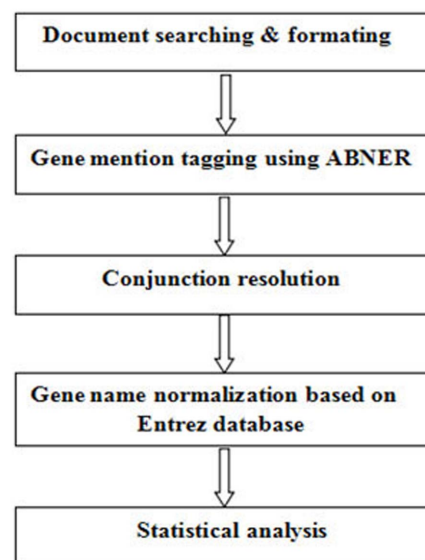 Document searching & formating
Gene mention tagging using ABNER
Conjunction resolution
Gene name normalization based on
Entrez database
Statistical analysis